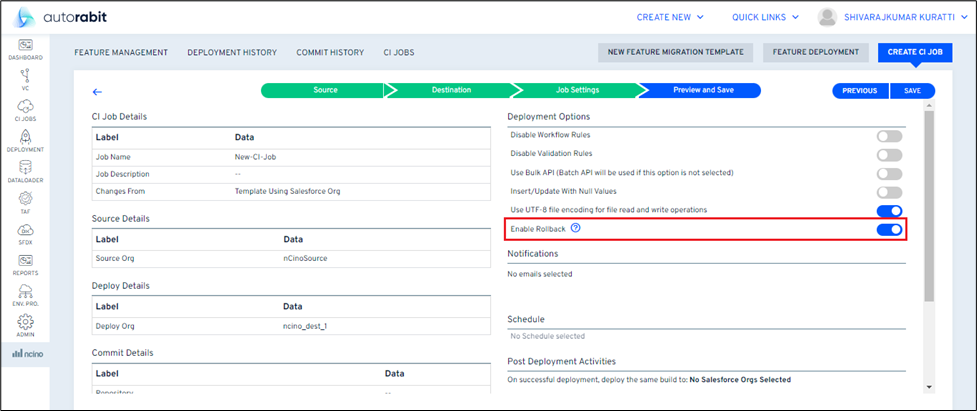 autorabit
CREATE NEW
QUICK LINKS
SHIVARAJKUMAR KURATTI
DASHBOARD
VC
CI JOBS
DEPLOYMENT
DATALOADER
TAF
SFDX
REPORTS
ENV. PRO.
ADMIN
ncino
FEATURE MANAGEMENT DEPLOYMENT HISTORY COMMIT HISTORY CI JOBS
NEW FEATURE MIGRATION TEMPLATE FEATURE DEPLOYMENT CREATE CI JOB
Source Destination Job Settings Preview and Save
PREVIOUS SAVE
CI Job Details
Label Data
Job Name New-CI-Job
Job Description --
Changes From Template Using Salesforce Org
Source Details
Label Data
Source Org nCinoSource
Deploy Details
Label Data
Deploy Org ncino_dest_1
Commit Details
Label Data
Repository --
Deployment Options
Disable Workflow Rules
Disable Validation Rules
Use Bulk API (Batch API will be used if this option is not selected)
Insert/Update With Null Values
Use UTF-8 file encoding for file read and write operations
Enable Rollback ?
Notifications
No emails selected
Schedule
No Schedule selected
Post Deployment Activities
On successful deployment, deploy the same build to: No Salesforce Orgs Selected